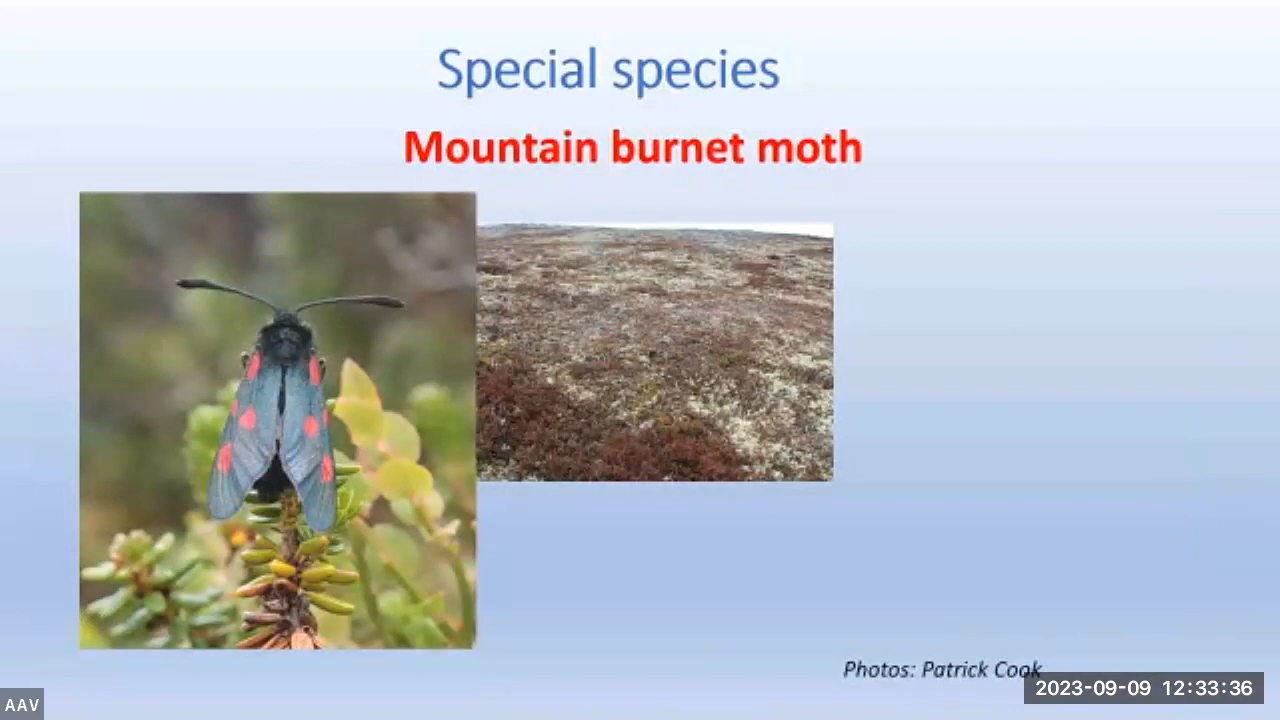 Special species
Mountain burnet moth
Photos: Patrick Cook
2023-09-09 12:33:36
AAV